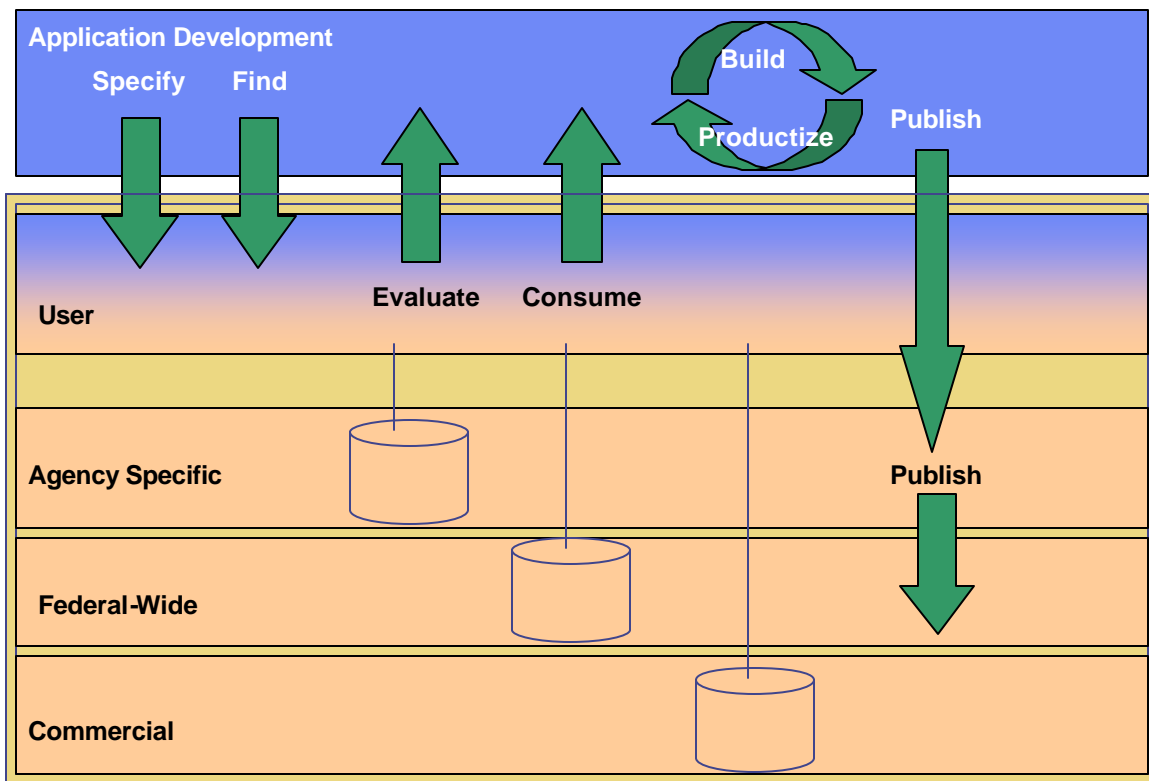 Application Development
Specify Find
Build
Productize
Publish
Evaluate Consume
User
Agency Specific
Publish
Federal-Wide
Commercial